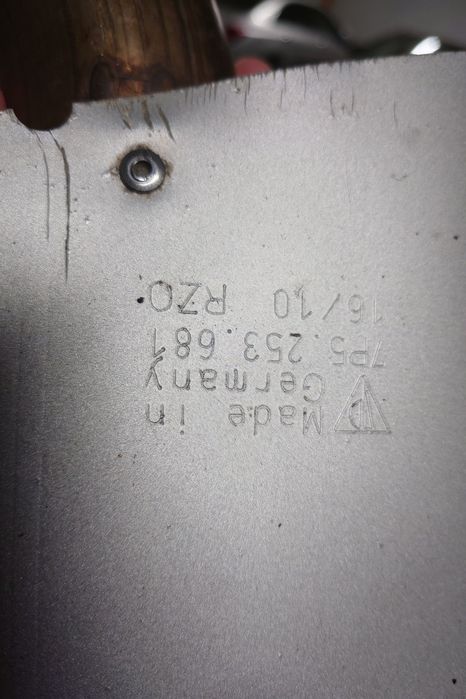 Made in
Germany
7P5.253.681
16/10 RZO